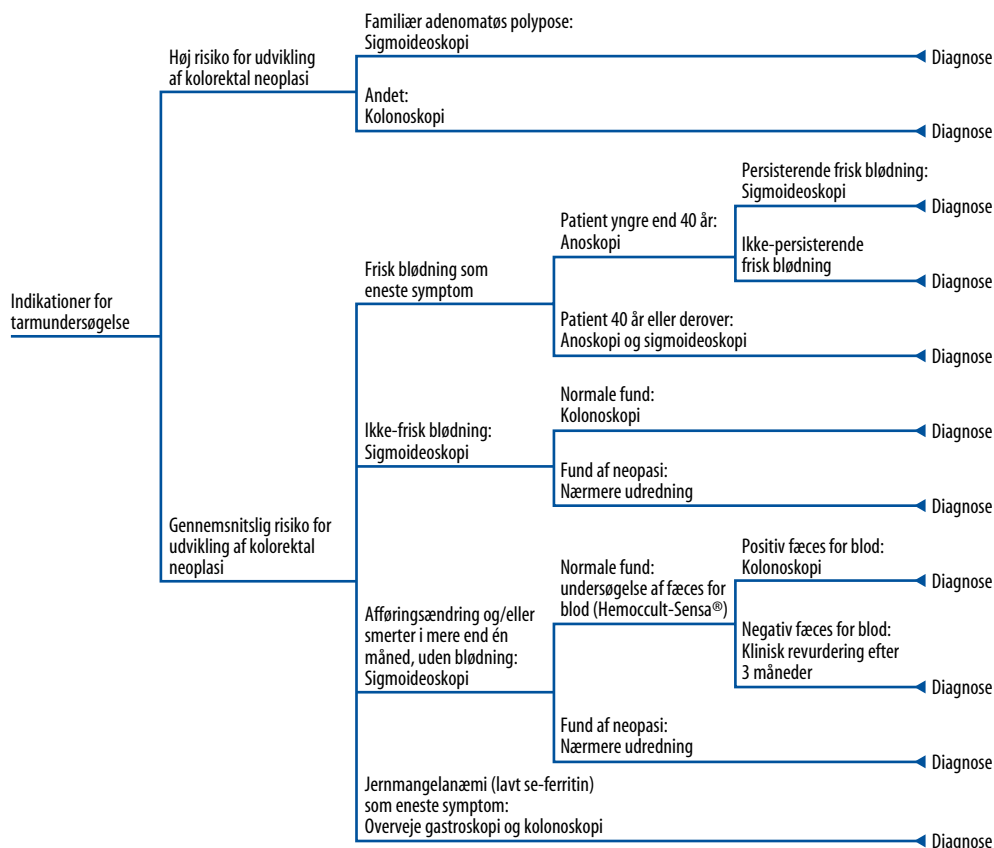 Familiær adenomatøs polypose:
Sigmoideoskopi
Diagnose
Høj risiko for udvikling
af kolorektal neoplasi
Andet:
Kolonoskopi
Diagnose
Persisterende frisk blødning:
Sigmoideoskopi
Diagnose
Patient yngre end 40 år:
Anoskopi
Ikke-persisterende
frisk blødning
Diagnose
Frisk blødning som
eneste symptom
Indikationer for
tarmundersøgelse
Patient 40 år eller derover:
Anoskopi og sigmoideoskopi
Diagnose
Normale fund:
Kolonoskopi
Diagnose
Ikke-frisk blødning:
Sigmoideoskopi
Fund af neopasi:
Nærmere udredning
Diagnose
Gennemsnitslig risiko for
udvikling af kolorektal
neoplasi
Positiv fæces for blod:
Kolonoskopi
Diagnose
Normale fund:
undersøgelse af fæces for
blod (Hemoccult-Sensa®)
Afføringsændring og/eller
smerter i mere end én
måned, uden blødning:
Sigmoideoskopi
Negativ fæces for blod:
Klinisk revurdering efter
3 måneder
Diagnose
Fund af neopasi:
Nærmere udredning
Diagnose
Jernmangelanæmi (lavt se-ferritin)
som eneste symptom:
Overveje gastroskopi og kolonoskopi
Diagnose